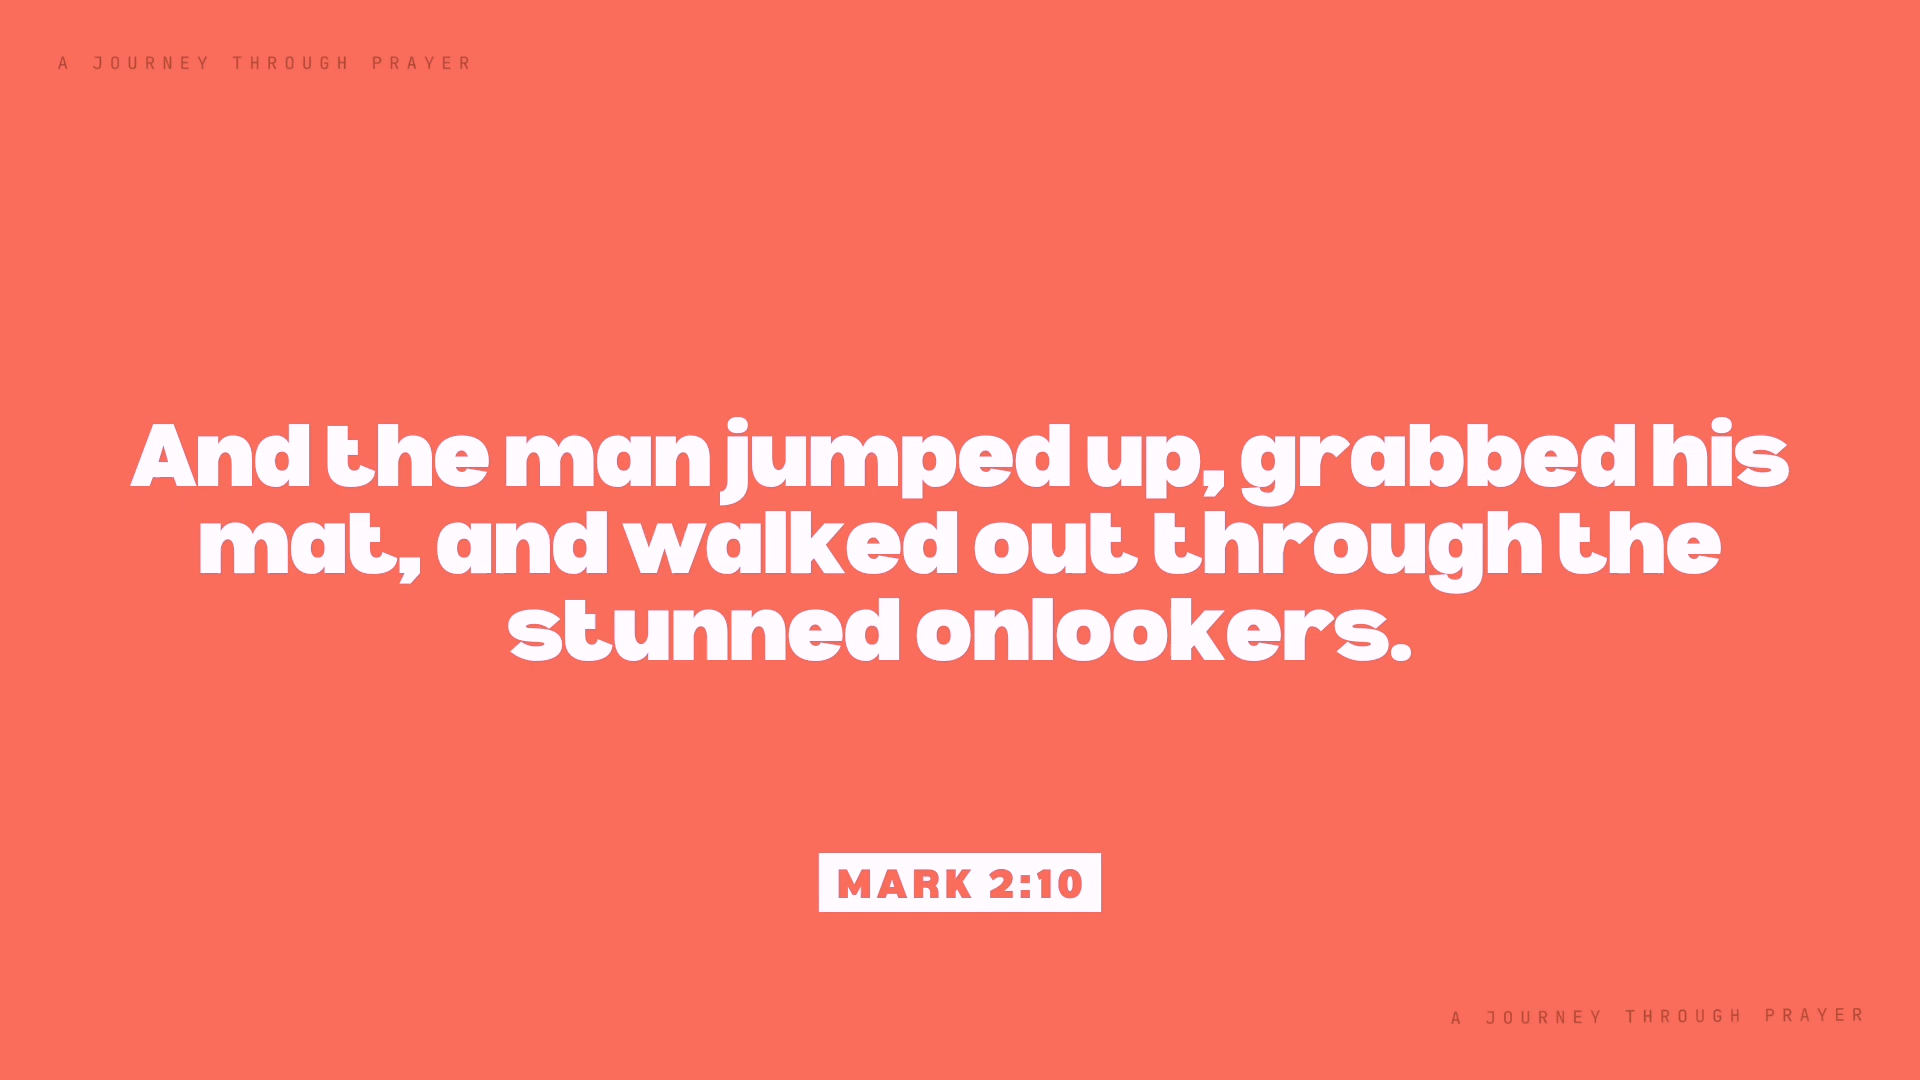 A JOURNEY THROUGH PRAYER
And the man jumped up, grabbed his
mat, and walked out through the
stunned onlookers.
MARK 2:10
A JOURNEY THROUGH PRAYER